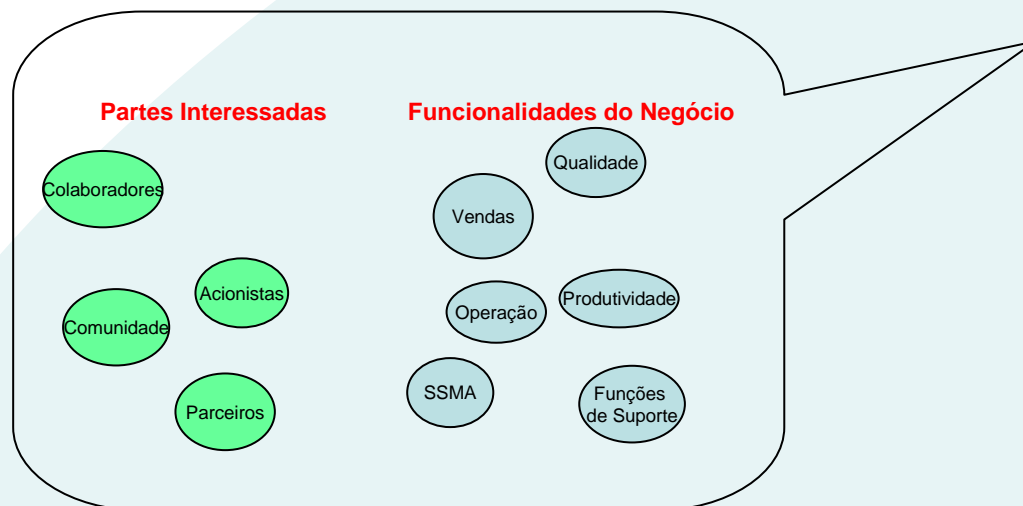 Partes Interessadas
Colaboradores
Acionistas
Comunidade
Parceiros
Funcionalidades do Negócio
Qualidade
Vendas
Produtividade
Operação
SSMA
Funções
de Suporte